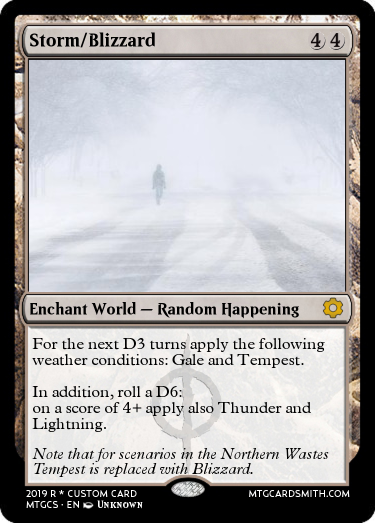 Storm/Blizzard 4 4
Enchant World — Random Happening
For the next D3 turns apply the following
weather conditions: Gale and Tempest.
In addition, roll a D6:
on a score of 4+ apply also Thunder and
Lightning.
Note that for scenarios in the Northern Wastes
Tempest is replaced with Blizzard.
2019 R * CUSTOM CARD
MTGCS · EN Unknown
MTGCARDSMITH.COM